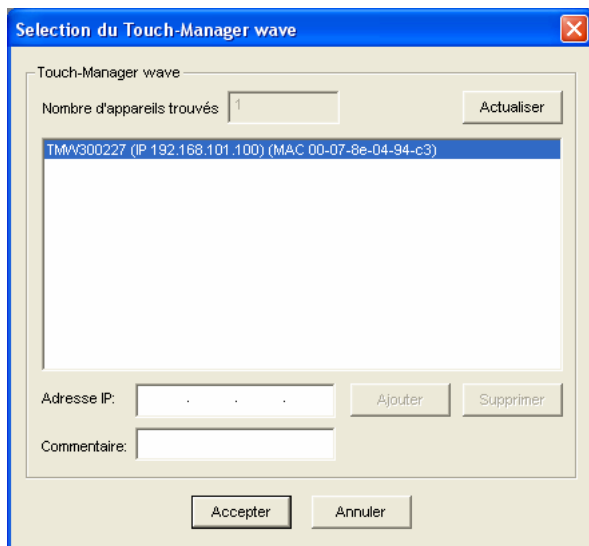 Selection du Touch-Manager wave
Touch-Manager wave
Nombre d'appareils trouvés 1 Actualiser
TMW300227 (IP 192.168.101.100) (MAC 00-07-8e-04-94-c3)
Adresse IP: . . . Ajouter Supprimer
Commentaire:
Accepter Annuler